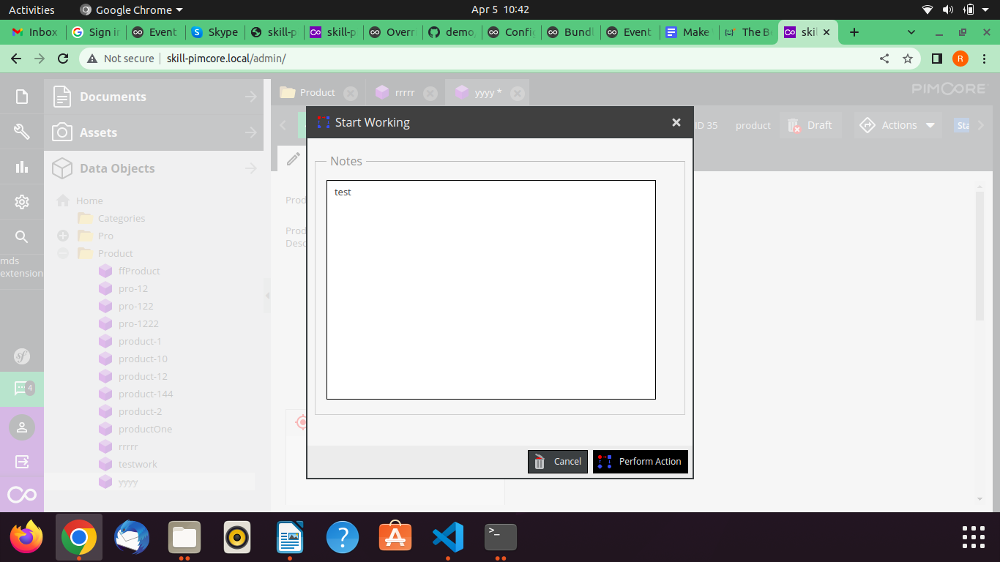 Activities Google Chrome Apr 5 10:42
Inbox Sign in Event Skype skill-p skill-p Overri demo Config Bundl Event Make The Be skil
Not secure skill-pimcore.local/admin/ R
Documents
Assets
Data Objects
Home
Categories
Pro
Product
ffProduct
pro-12
pro-122
pro-1222
product-1
product-10
product-12
product-144
product-2
productOne
rrrrr
testwork
yyyy
mds
extension
sf
4
Product rrrrr yyyy * PIMCORE
ID 35 product Draft Actions Sta
Prod
Prod
Desc
Start Working
Notes
test
Cancel Perform Action